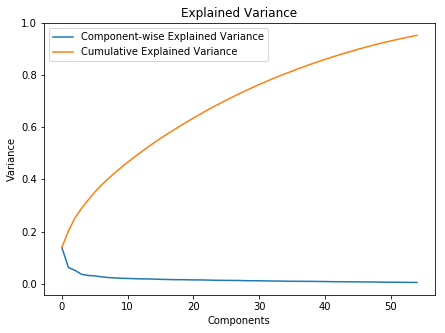 Explained Variance
Component-wise Explained Variance
Cumulative Explained Variance
1.0
0.8
0.6
0.4
0.2
0.0
Variance
0 10 20 30 40 50
Components